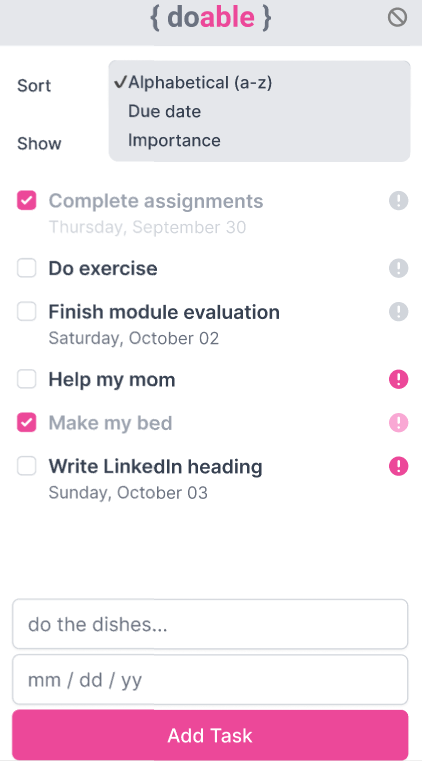 { doable }
Sort
✓Alphabetical (a-z)
Due date
Importance
Show
Complete assignments
Thursday, September 30
Do exercise
Finish module evaluation
Saturday, October 02
Help my mom
Make my bed
Write LinkedIn heading
Sunday, October 03
do the dishes...
mm / dd / yy
Add Task